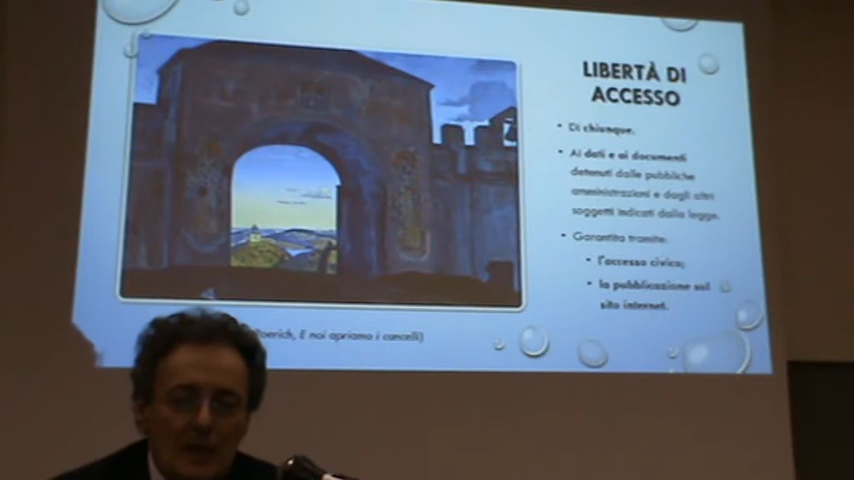 LIBERTÀ DI
ACCESSO
• Di chiunque.
• Ai dati e ai documenti
detenuti dalle pubbliche
amministrazioni e dagli altri
soggetti indicati dalla legge.
• Garantita tramite:
• l'accesso civico;
• la pubblicazione sul
sito internet.
Roerich, E noi apriamo i cancelli)